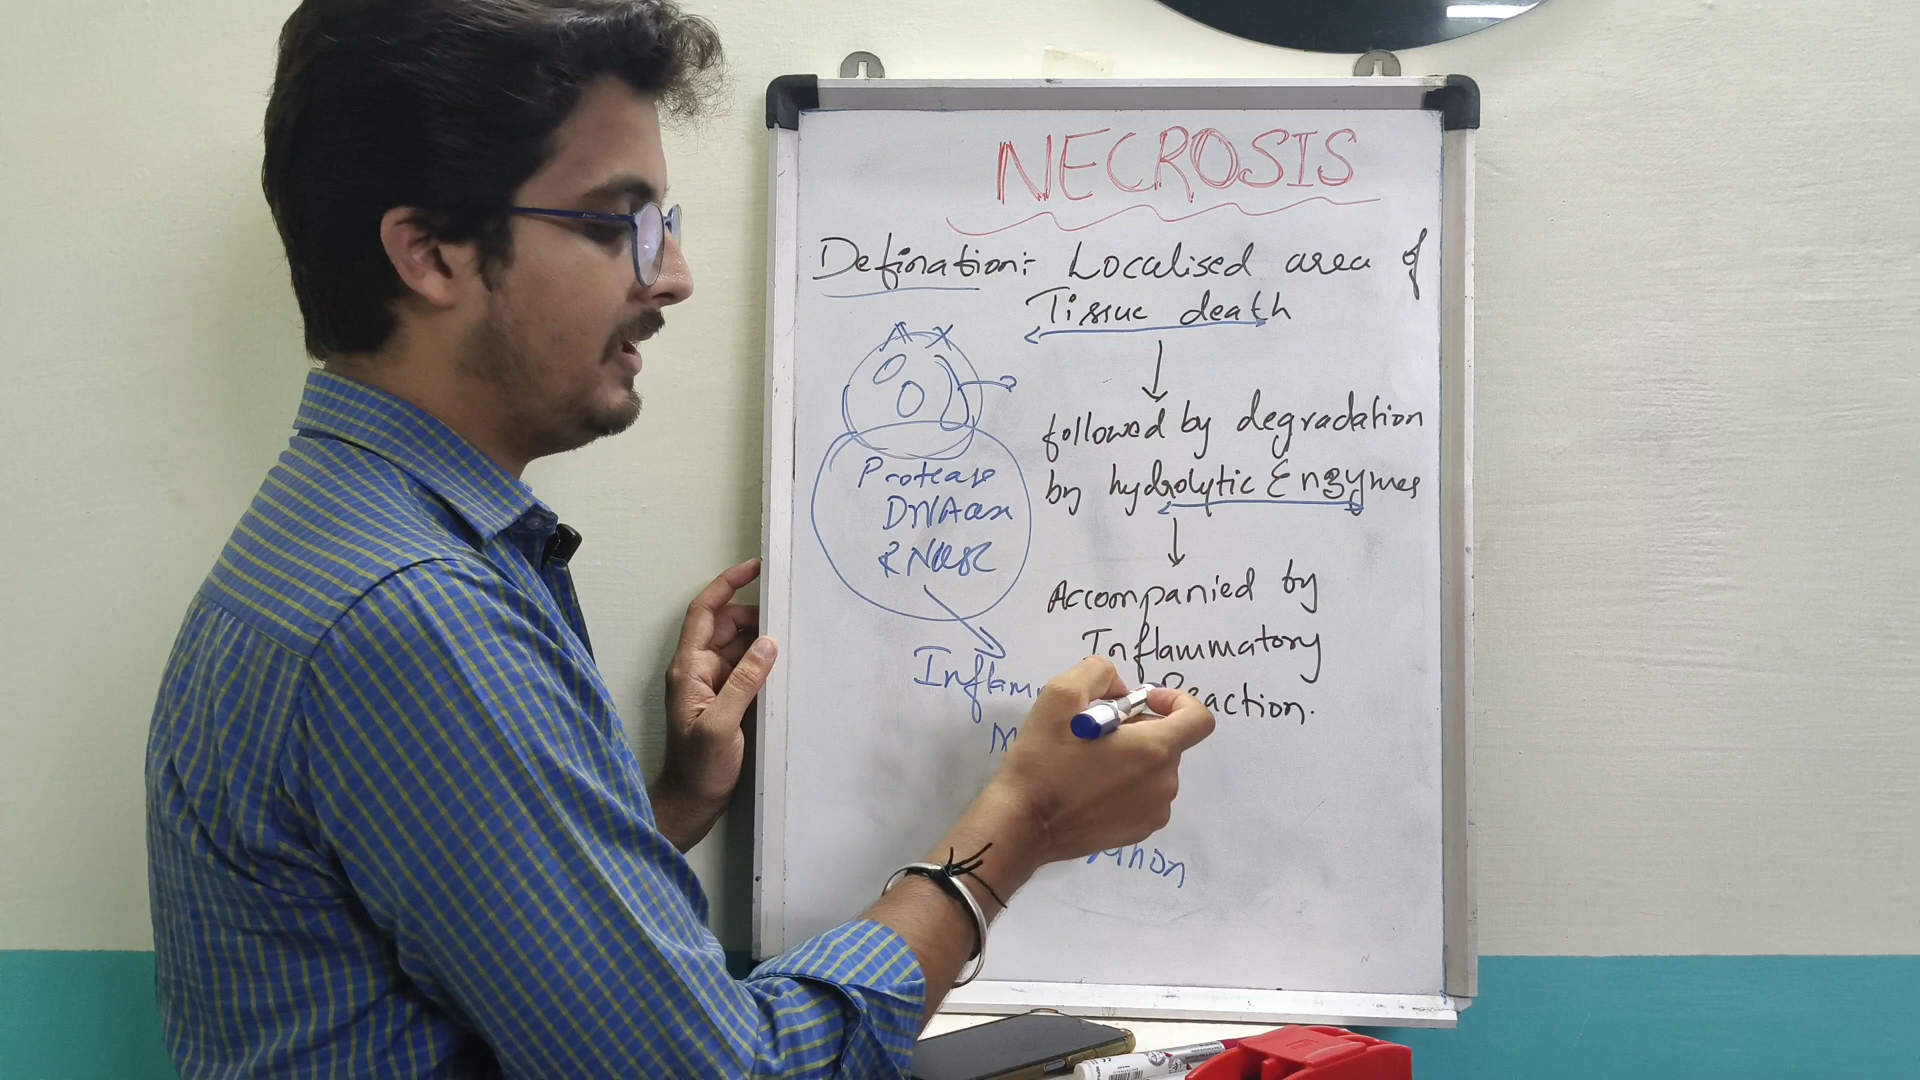 NECROSIS
Defination:- Localised area of
Tissue death
followed by degradation
by hydrolytic Enzymes
Accompanied by
Inflammatory
Reaction.
A X
Protease
DNAase
RNase
Inflamm